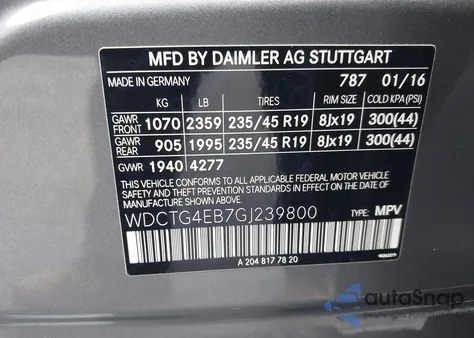 MFD BY DAIMLER AG STUTTGART
MADE IN GERMANY 787 01/16
KG LB TIRES RIM SIZE COLD KPA (PSI)
GAWR FRONT 1070 2359 235/45 R19 8Jx19 300(44)
GAWR REAR 905 1995 235/45 R19 8Jx19 300(44)
GVWR 1940 4277
THIS VEHICLE CONFORMS TO ALL APPLICABLE FEDERAL MOTOR VEHICLE
SAFETY STANDARDS AND THEFT PREVENTION STANDARDS IN EFFECT ON THE DATE OF
MANUFACTURE SHOWN ABOVE.
WDCTG4EB7GJ239800 TYPE: MPV
A 204 817 78 20
autoSnap